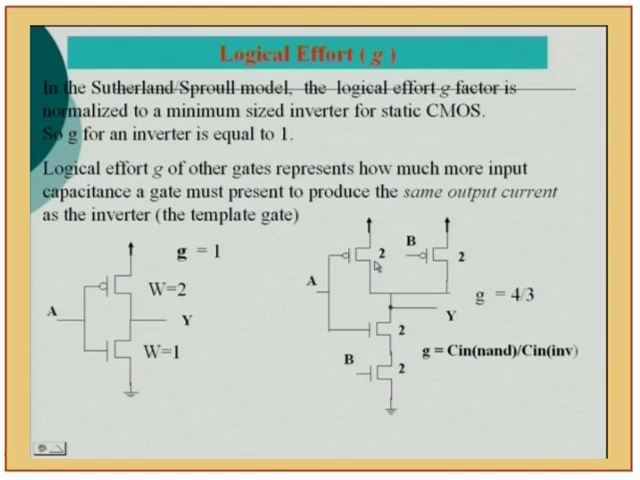 Logical Effort ( g )
In the Sutherland/Sproull model, the logical effort g factor is
normalized to a minimum sized inverter for static CMOS.
So g for an inverter is equal to 1.
Logical effort g of other gates represents how much more input
capacitance a gate must present to produce the same output current
as the inverter (the template gate)
g = 1
B
2
2
A
W=2
g = 4/3
A
Y
Y
2
W=1
B
g = Cin(nand)/Cin(inv)
2